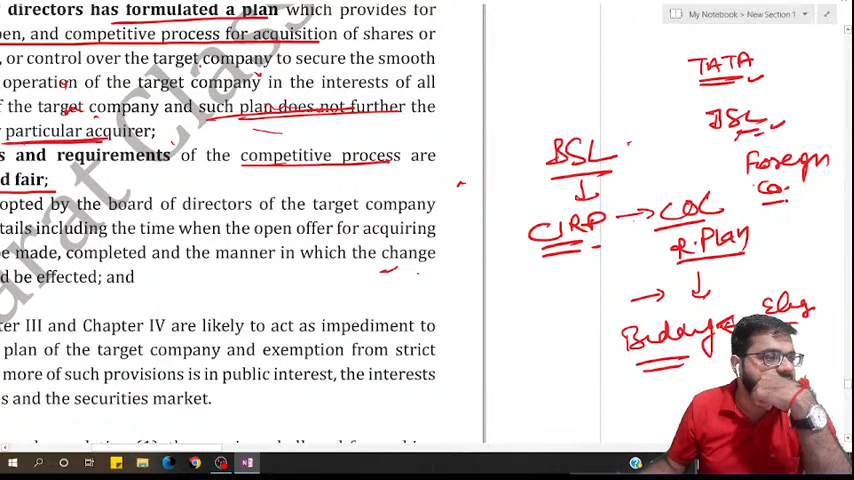 directors has formulated a plan which provides for
pen, and competitive process for acquisition of shares or
, or control over the target company to secure the smooth
operation of the target company in the interests of all
f the target company and such plan does not further the
particular acquirer;
s and requirements of the competitive process are
d fair;
opted by the board of directors of the target company
tails including the time when the open offer for acquiring
e made, completed and the manner in which the change
d be effected; and
ter III and Chapter IV are likely to act as impediment to
plan of the target company and exemption from strict
more of such provisions is in public interest, the interests
s and the securities market.
arat Class
My Notebook > New Section 1
TATA
JSL
Foreign
Co.
BSL
CIRP → COC
R.Plan
Elig
Bidding